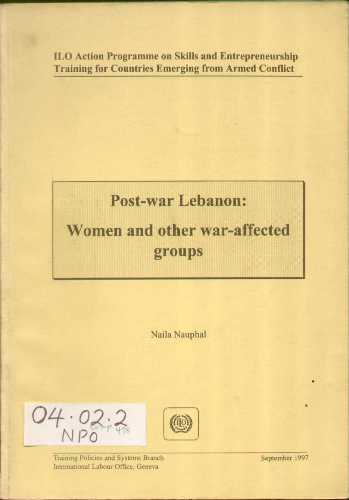 ILO Action Programme on Skills and Entrepreneurship
Training for Countries Emerging from Armed Conflict
Post-war Lebanon:
Women and other war-affected
groups
Naila Nauphal
04.02.2
NPO
Training Policies and Systems Branch
International Labour Office, Geneva
September 1997